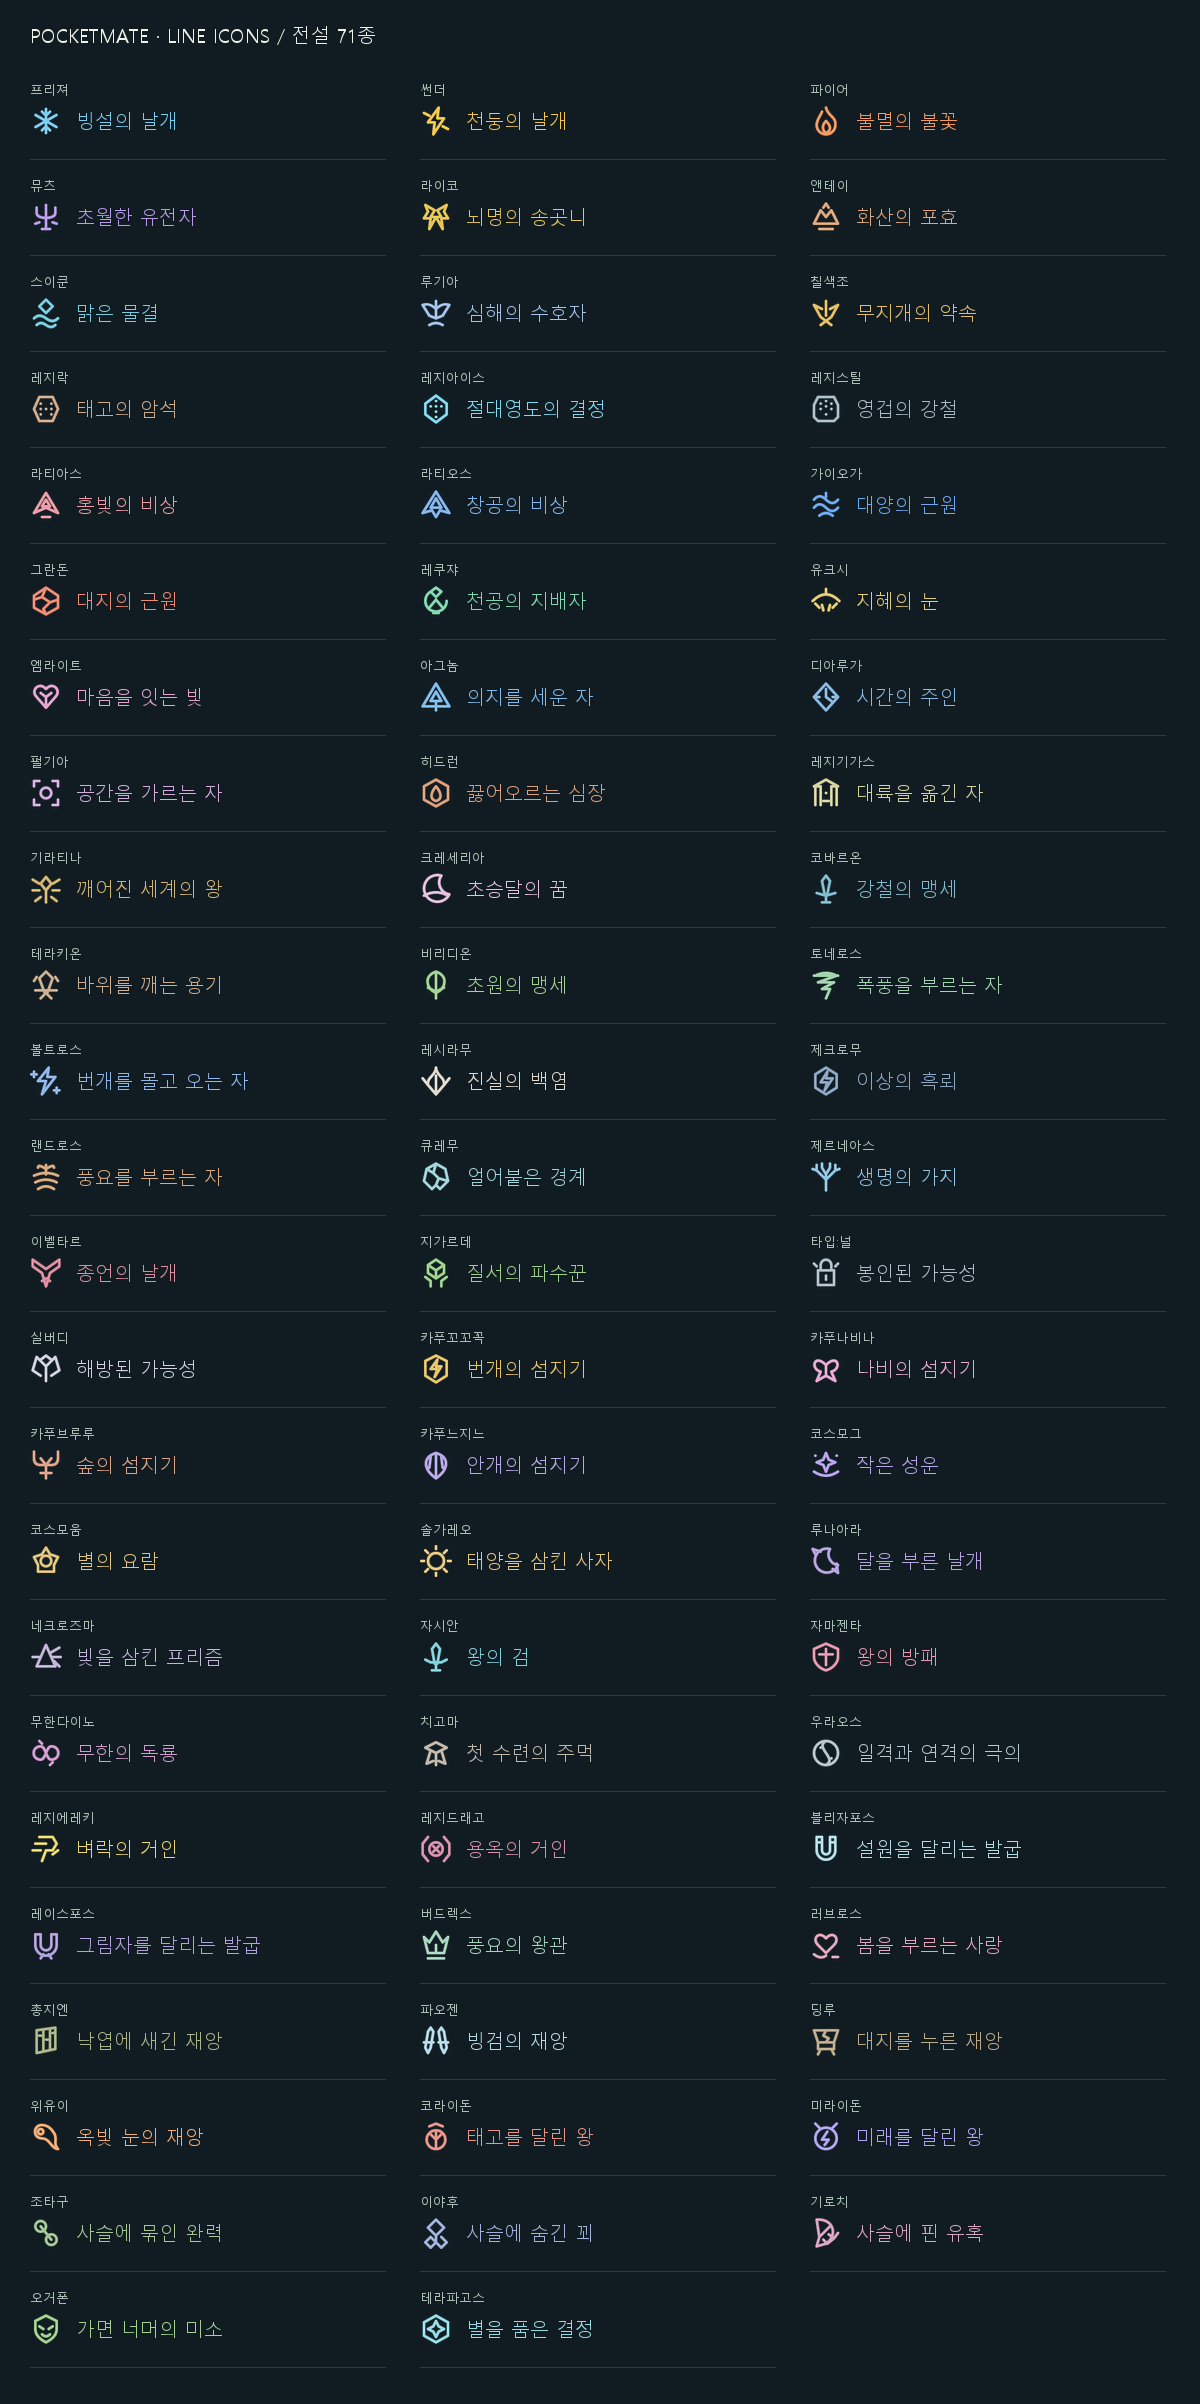 POCKETMATE · LINE ICONS / 전설 71종
프리져
빙설의 날개
썬더
천둥의 날개
파이어
불멸의 불꽃
뮤츠
초월한 유전자
라이코
뇌명의 송곳니
앤테이
화산의 포효
스이쿤
맑은 물결
루기아
심해의 수호자
칠색조
무지개의 약속
레지락
태고의 암석
레지아이스
절대영도의 결정
레지스틸
영겁의 강철
라티아스
홍빛의 비상
라티오스
창공의 비상
가이오가
대양의 근원
그란돈
대지의 근원
레쿠쟈
천공의 지배자
유크시
지혜의 눈
엠라이트
마음을 잇는 빛
아그놈
의지를 세운 자
디아루가
시간의 주인
펄기아
공간을 가르는 자
히드런
끓어오르는 심장
레지기가스
대륙을 옮긴 자
기라티나
깨어진 세계의 왕
크레세리아
초승달의 꿈
코바르온
강철의 맹세
테라키온
바위를 깨는 용기
비리디온
초원의 맹세
토네로스
폭풍을 부르는 자
볼트로스
번개를 몰고 오는 자
레시라무
진실의 백염
제크로무
이상의 흑뢰
랜드로스
풍요를 부르는 자
큐레무
얼어붙은 경계
제르네아스
생명의 가지
이벨타르
종언의 날개
지가르데
질서의 파수꾼
타입:널
봉인된 가능성
실버디
해방된 가능성
카푸꼬꼬꼭
번개의 섬지기
카푸나비나
나비의 섬지기
카푸브루루
숲의 섬지기
카푸느지느
안개의 섬지기
코스모그
작은 성운
코스모움
별의 요람
솔가레오
태양을 삼킨 사자
루나아라
달을 부른 날개
네크로즈마
빛을 삼킨 프리즘
자시안
왕의 검
자마젠타
왕의 방패
무한다이노
무한의 독룡
치고마
첫 수련의 주먹
우라오스
일격과 연격의 극의
레지에레키
벼락의 거인
레지드래고
용옥의 거인
블리자포스
설원을 달리는 발굽
레이스포스
그림자를 달리는 발굽
버드렉스
풍요의 왕관
러브로스
봄을 부르는 사랑
총지엔
낙엽에 새긴 재앙
파오젠
빙검의 재앙
딩루
대지를 누른 재앙
위유이
옥빛 눈의 재앙
코라이돈
태고를 달린 왕
미라이돈
미래를 달린 왕
조타구
사슬에 묶인 완력
이야후
사슬에 숨긴 꾀
기로치
사슬에 핀 유혹
오거폰
가면 너머의 미소
테라파고스
별을 품은 결정